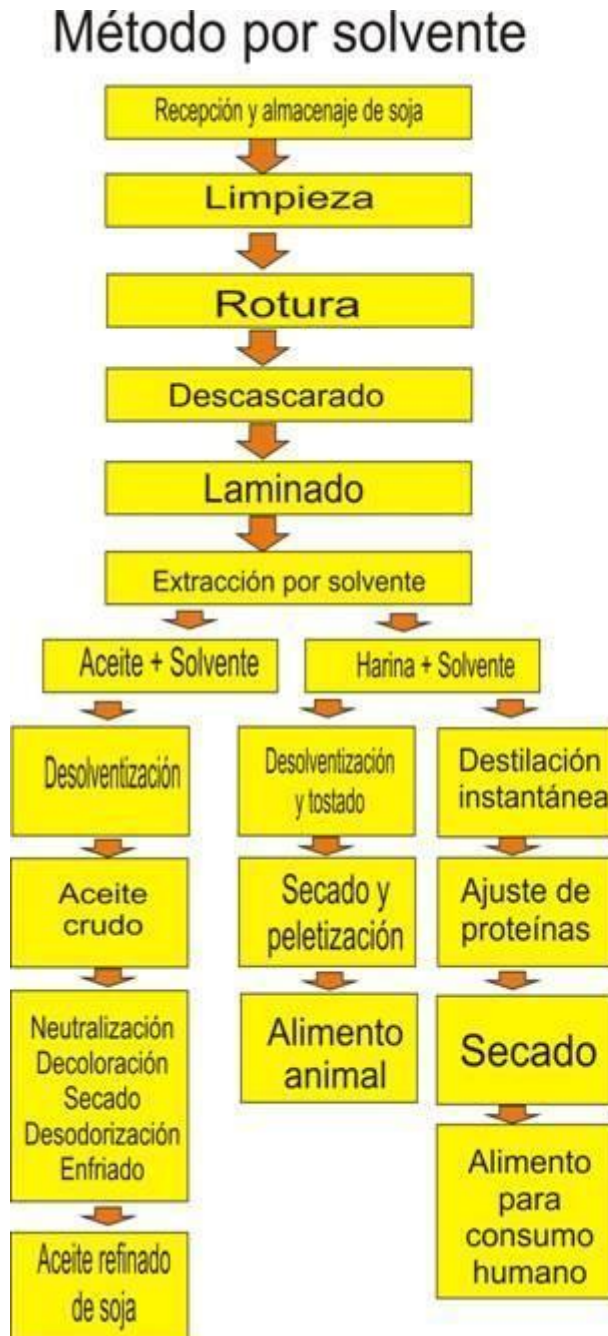 Método por solvente
Recepción y almacenaje de soja
Limpieza
Rotura
Descascarado
Laminado
Extracción por solvente
Aceite + Solvente
Harina + Solvente
Desolventización
Aceite
crudo
Neutralización
Decoloración
Secado
Desodorización
Enfriado
Aceite refinado
de soja
Desolventización
y tostado
Secado y
peletización
Alimento
animal
Destilación
instantánea
Ajuste de
proteínas
Secado
Alimento
para
consumo
humano